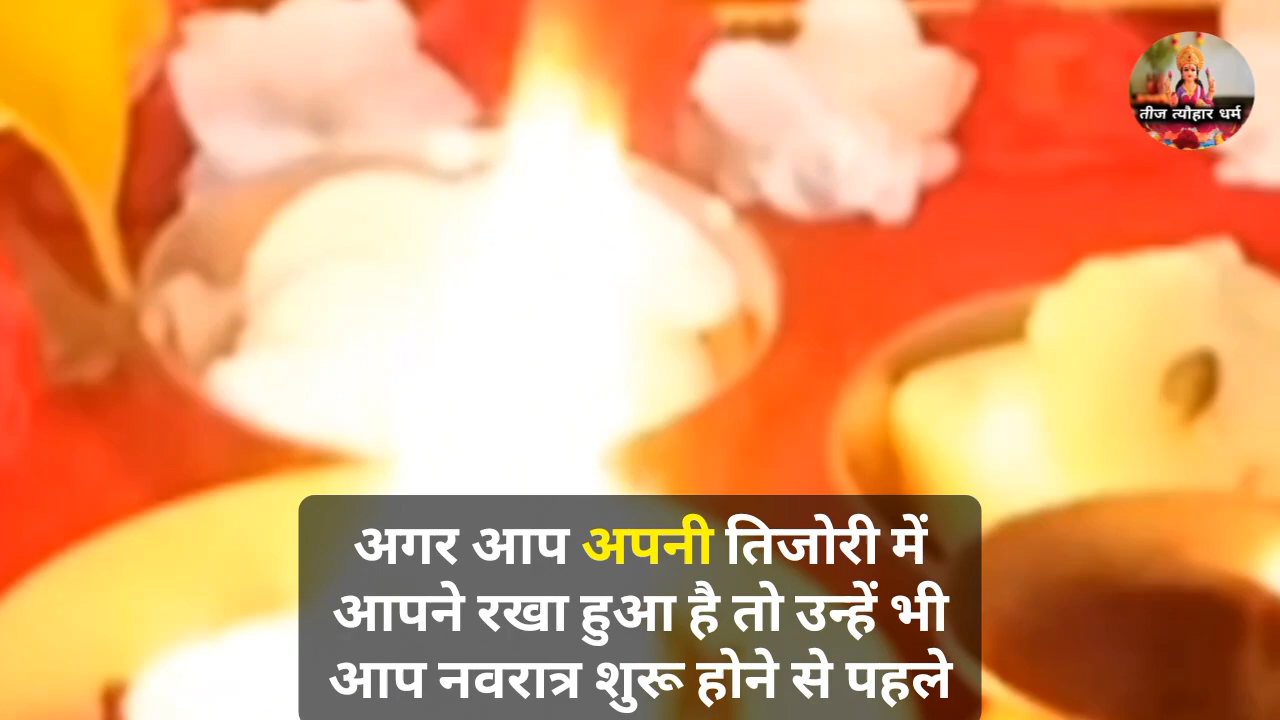 तीज त्यौहार धर्म
अगर आप अपनी तिजोरी में
आपने रखा हुआ है तो उन्हें भी
आप नवरात्र शुरू होने से पहले